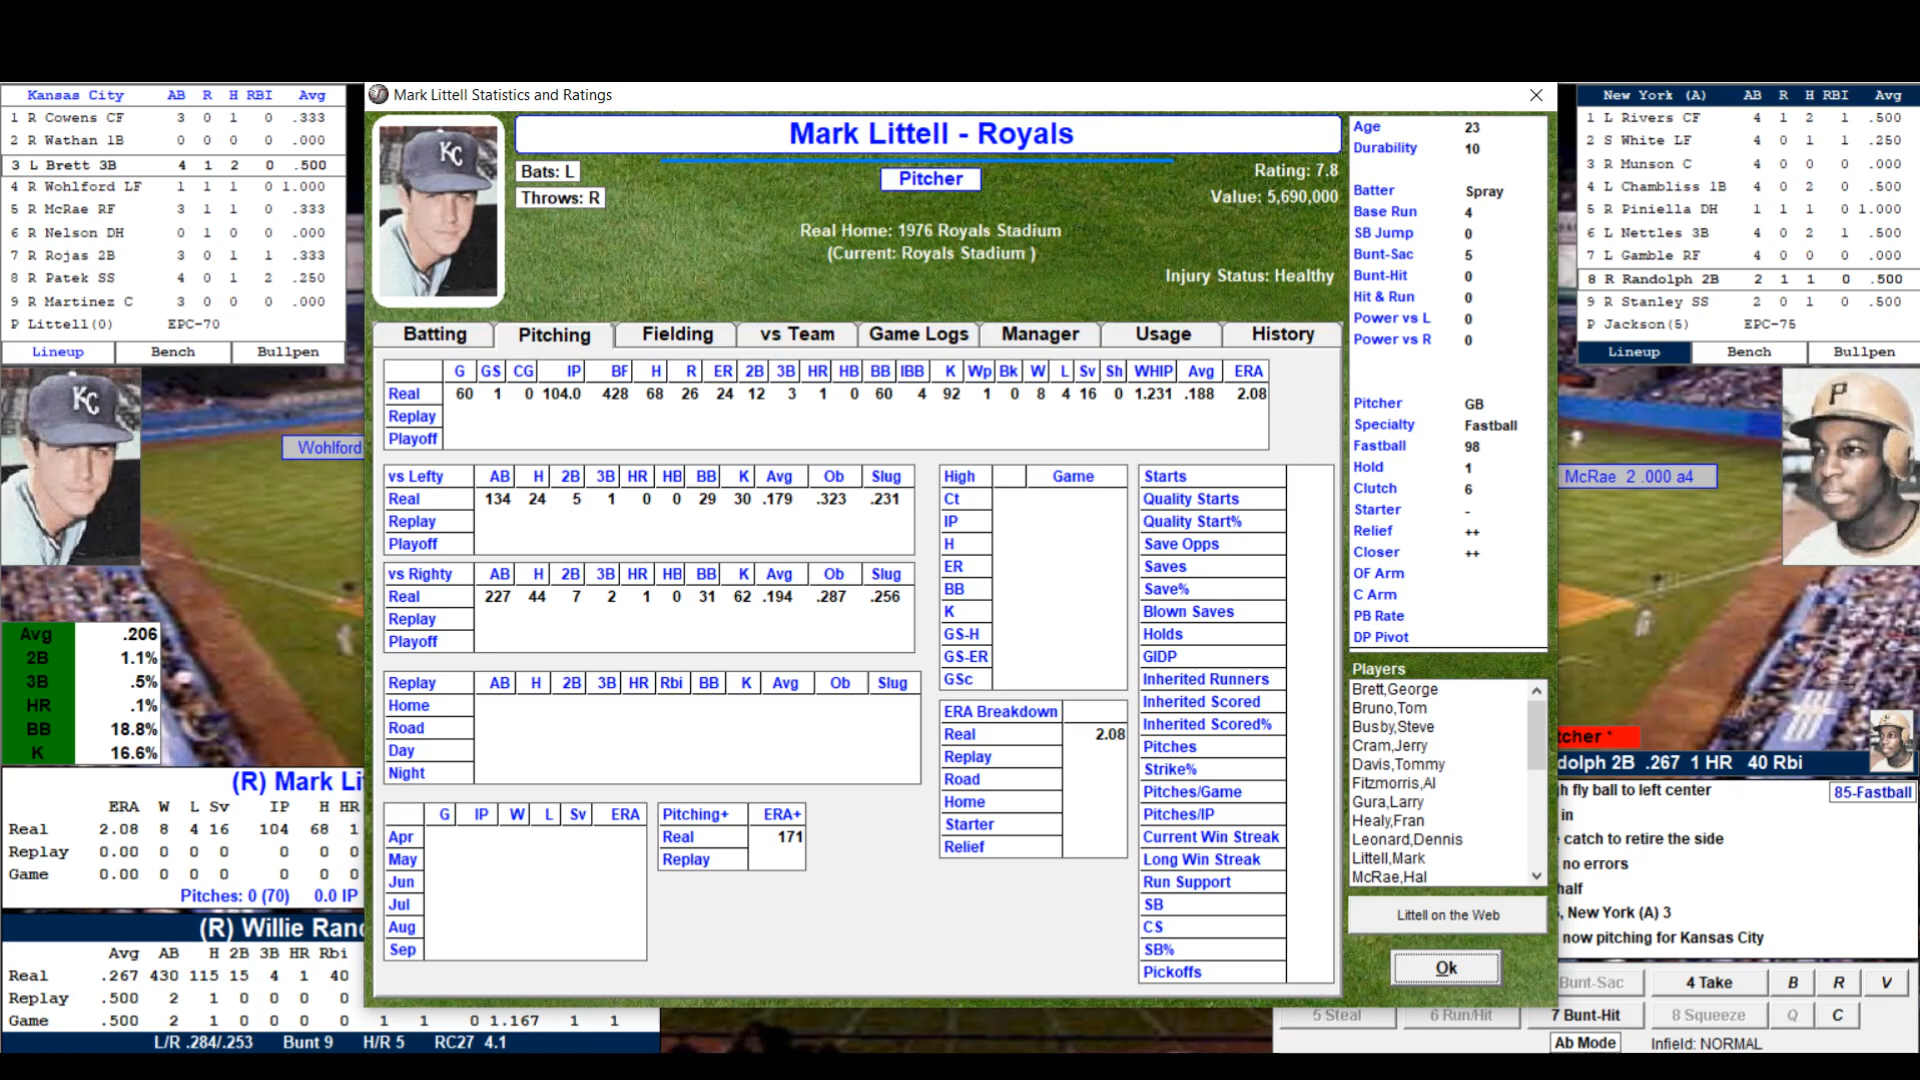 Kansas City AB R H RBI Avg
1 R Cowens CF 3 0 1 0 .333
2 R Wathan 1B 0 0 0 0 .000
3 L Brett 3B 4 1 2 0 .500
4 R Wohlford LF 1 1 1 0 1.000
5 R McRae RF 3 1 1 0 .333
6 R Nelson DH 0 1 0 0 .000
7 R Rojas 2B 3 0 1 1 .333
8 R Patek SS 4 0 1 2 .250
9 R Martinez C 3 0 0 0 .000
P Littell(0) EPC-70
Lineup Bench Bullpen
Wohlford
Avg .206
2B 1.1%
3B .5%
HR .1%
BB 18.8%
K 16.6%
(R) Mark Li
ERA W L Sv IP H HR
Real 2.08 8 4 16 104 68 1
Replay 0.00 0 0 0 0 0 0
Game 0.00 0 0 0 0 0 0
Pitches: 0 (70) 0.0 IP
(R) Willie Ran
Avg AB H 2B 3B HR Rbi
Real .267 430 115 15 4 1 40
Replay .500 2 1 0 0 0 0
Game .500 2 1 0 0 0 0 1 1 0 1.167 1 1
L/R .284/.253 Bunt 9 H/R 5 RC27 4.1
Mark Littell Statistics and Ratings
KC
Mark Littell - Royals
Bats: L
Throws: R
Pitcher
Rating: 7.8
Value: 5,690,000
Real Home: 1976 Royals Stadium
(Current: Royals Stadium )
Injury Status: Healthy
Batting Pitching Fielding vs Team Game Logs Manager Usage History
G GS CG IP BF H R ER 2B 3B HR HB BB IBB K Wp Bk W L Sv Sh WHIP Avg ERA
Real 60 1 0 104.0 428 68 26 24 12 3 1 0 60 4 92 1 0 8 4 16 0 1.231 .188 2.08
Replay
Playoff
vs Lefty AB H 2B 3B HR HB BB K Avg Ob Slug
Real 134 24 5 1 0 0 29 30 .179 .323 .231
Replay
Playoff
vs Righty AB H 2B 3B HR HB BB K Avg Ob Slug
Real 227 44 7 2 1 0 31 62 .194 .287 .256
Replay
Playoff
Replay AB H 2B 3B HR Rbi BB K Avg Ob Slug
Home
Road
Day
Night
G IP W L Sv ERA
Apr
May
Jun
Jul
Aug
Sep
Pitching+ ERA+
Real 171
Replay
High Game
Ct
IP
H
ER
BB
K
GS-H
GS-ER
GSc
ERA Breakdown
Real 2.08
Replay
Road
Home
Starter
Relief
Starts
Quality Starts
Quality Start%
Save Opps
Saves
Save%
Blown Saves
Holds
GIDP
Inherited Runners
Inherited Scored
Inherited Scored%
Pitches
Strike%
Pitches/Game
Pitches/IP
Current Win Streak
Long Win Streak
Run Support
SB
CS
SB%
Pickoffs
Age 23
Durability 10
Batter Spray
Base Run 4
SB Jump 0
Bunt-Sac 5
Bunt-Hit 0
Hit & Run 0
Power vs L 0
Power vs R 0
Pitcher GB
Specialty Fastball
Fastball 98
Hold 1
Clutch 6
Starter -
Relief ++
Closer ++
OF Arm
C Arm
PB Rate
DP Pivot
Players
Brett,George
Bruno,Tom
Busby,Steve
Cram,Jerry
Davis,Tommy
Fitzmorris,Al
Gura,Larry
Healy,Fran
Leonard,Dennis
Littell,Mark
McRae,Hal
Littell on the Web
Ok
New York (A) AB R H RBI Avg
1 L Rivers CF 4 1 2 1 .500
2 S White LF 4 0 1 1 .250
3 R Munson C 4 0 0 0 .000
4 L Chambliss 1B 4 0 2 0 .500
5 R Piniella DH 1 1 1 0 1.000
6 L Nettles 3B 4 0 2 1 .500
7 L Gamble RF 4 0 0 0 .000
8 R Randolph 2B 2 1 1 0 .500
9 R Stanley SS 2 0 1 0 .500
P Jackson(5) EPC-75
Lineup Bench Bullpen
McRae 2 .000 a4
P
tcher *
dolph 2B .267 1 HR 40 Rbi
h fly ball to left center
85-Fastball
in
catch to retire the side
no errors
half
, New York (A) 3
now pitching for Kansas City
Bunt-Sac 4 Take B R V
5 Steal 6 Run/Hit 7 Bunt-Hit 8 Squeeze Q C
Ab Mode Infield: NORMAL